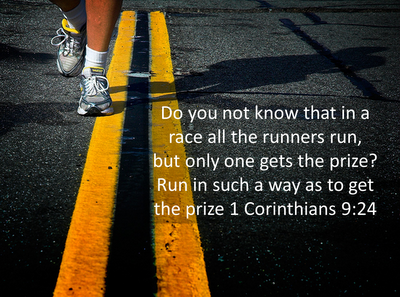 Do you not know that in a
race all the runners run,
but only one gets the prize?
Run in such a way as to get
the prize 1 Corinthians 9:24